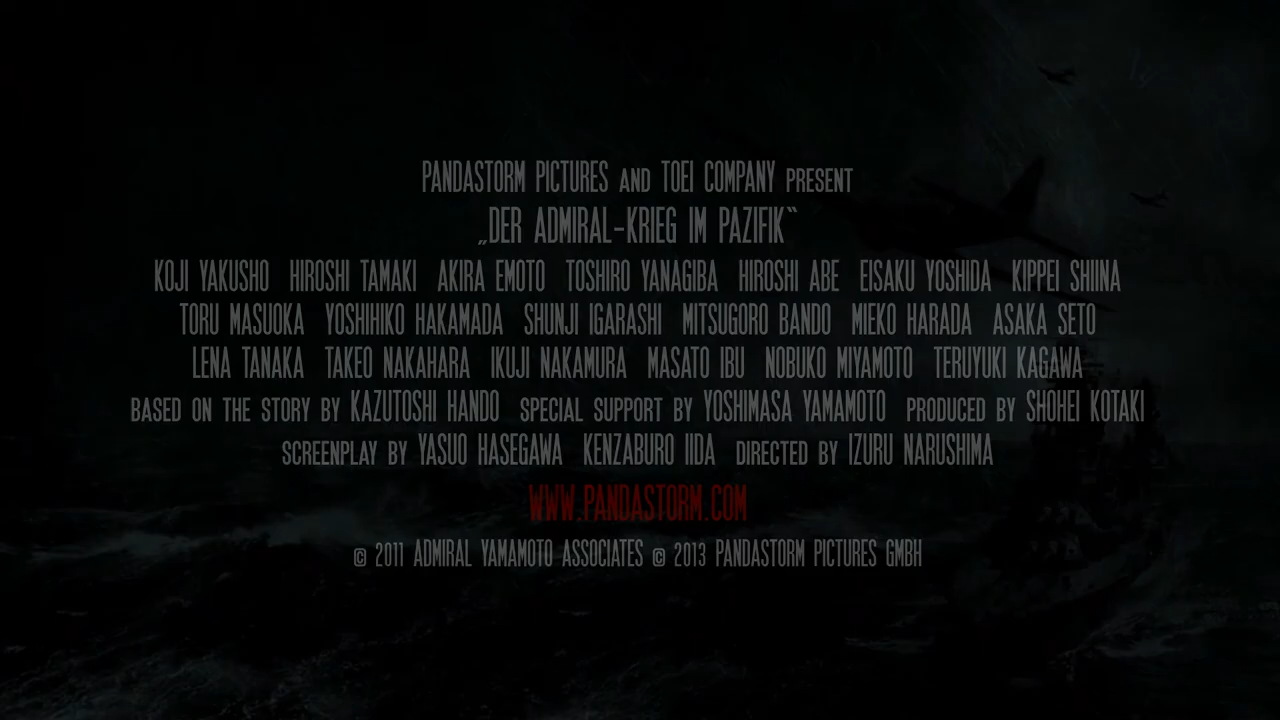 PANDASTORM PICTURES AND TOEI COMPANY PRESENT
„DER ADMIRAL-KRIEG IM PAZIFIK“
KOJI YAKUSHO HIROSHI TAMAKI AKIRA EMOTO TOSHIRO YANAGIBA HIROSHI ABE EISAKU YOSHIDA KIPPEI SHIINA
TORU MASUOKA YOSHIHIKO HAKAMADA SHUNJI IGARASHI MITSUGORO BANDO MIEKO HARADA ASAKA SETO
LENA TANAKA TAKEO NAKAHARA IKUJI NAKAMURA MASATO IBU NOBUKO MIYAMOTO TERUYUKI KAGAWA
BASED ON THE STORY BY KAZUTOSHI HANDO SPECIAL SUPPORT BY YOSHIMASA YAMAMOTO PRODUCED BY SHOHEI KOTAKI
SCREENPLAY BY YASUO HASEGAWA KENZABURO IIDA DIRECTED BY IZURU NARUSHIMA
WWW.PANDASTORM.COM
© 2011 ADMIRAL YAMAMOTO ASSOCIATES © 2013 PANDASTORM PICTURES GMBH